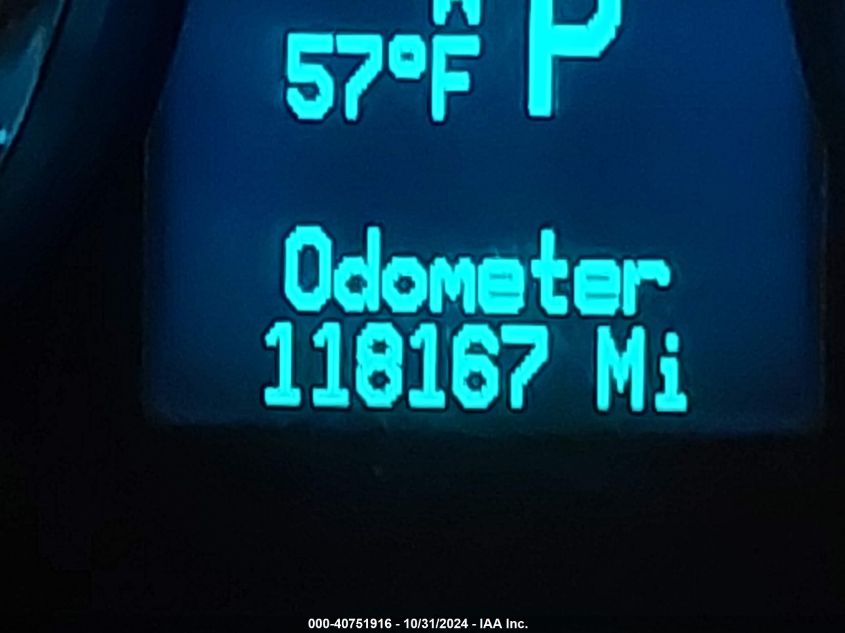 57°F P
Odometer
118167 Mi
000-40751916 - 10/31/2024 - IAA Inc.